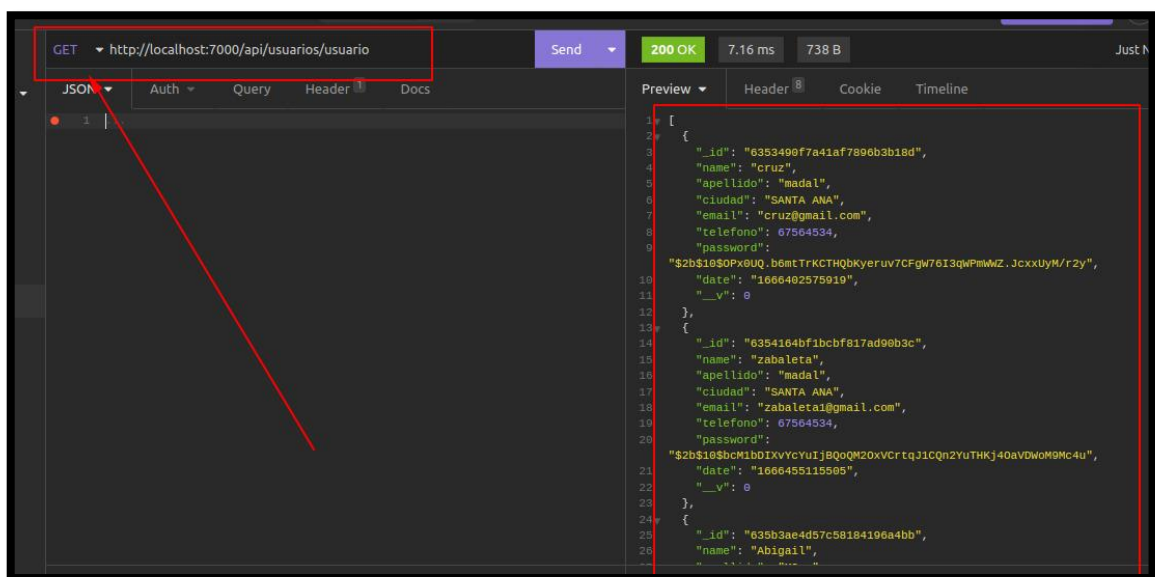 GET http://localhost:7000/api/usuarios/usuario Send 200 OK 7.16 ms 738 B Just N
JSON Auth Query Header 1 Docs Preview Header 8 Cookie Timeline
1 ...
1 [
2 {
3 "_id": "6353490f7a41af7896b3b18d",
4 "name": "cruz",
5 "apellido": "madal",
6 "ciudad": "SANTA ANA",
7 "email": "cruz@gmail.com",
8 "telefono": 67564534,
9 "password":
"$2b$10$OPx0UQ.b6mtTrKCTHQbKyeruv7CFgW76I3qWPmWWZ.JcxxUyM/r2y",
10 "date": "1666402575919",
11 "__v": 0
12 },
13 {
14 "_id": "6354164bf1bcbf817ad90b3c",
15 "name": "zabaleta",
16 "apellido": "madal",
17 "ciudad": "SANTA ANA",
18 "email": "zabaleta1@gmail.com",
19 "telefono": 67564534,
20 "password":
"$2b$10$bcM1bDIXvYcYuIjBQoQM2OxVCrtqJ1CQn2YuTHKj4OaVDWoM9Mc4u",
21 "date": "1666455115505",
22 "__v": 0
23 },
24 {
25 "_id": "635b3ae4d57c58184196a4bb",
26 "name": "Abigail",